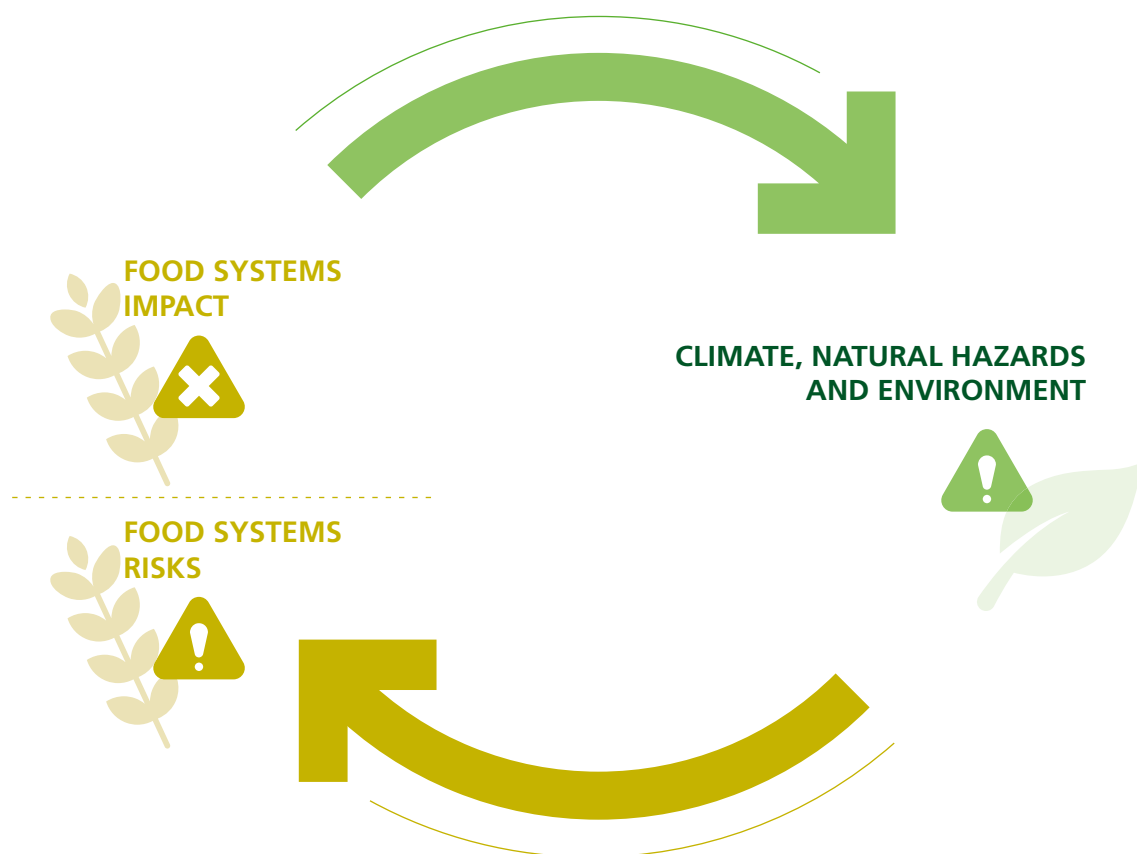 FOOD SYSTEMS
IMPACT
CLIMATE, NATURAL HAZARDS
AND ENVIRONMENT
FOOD SYSTEMS
RISKS